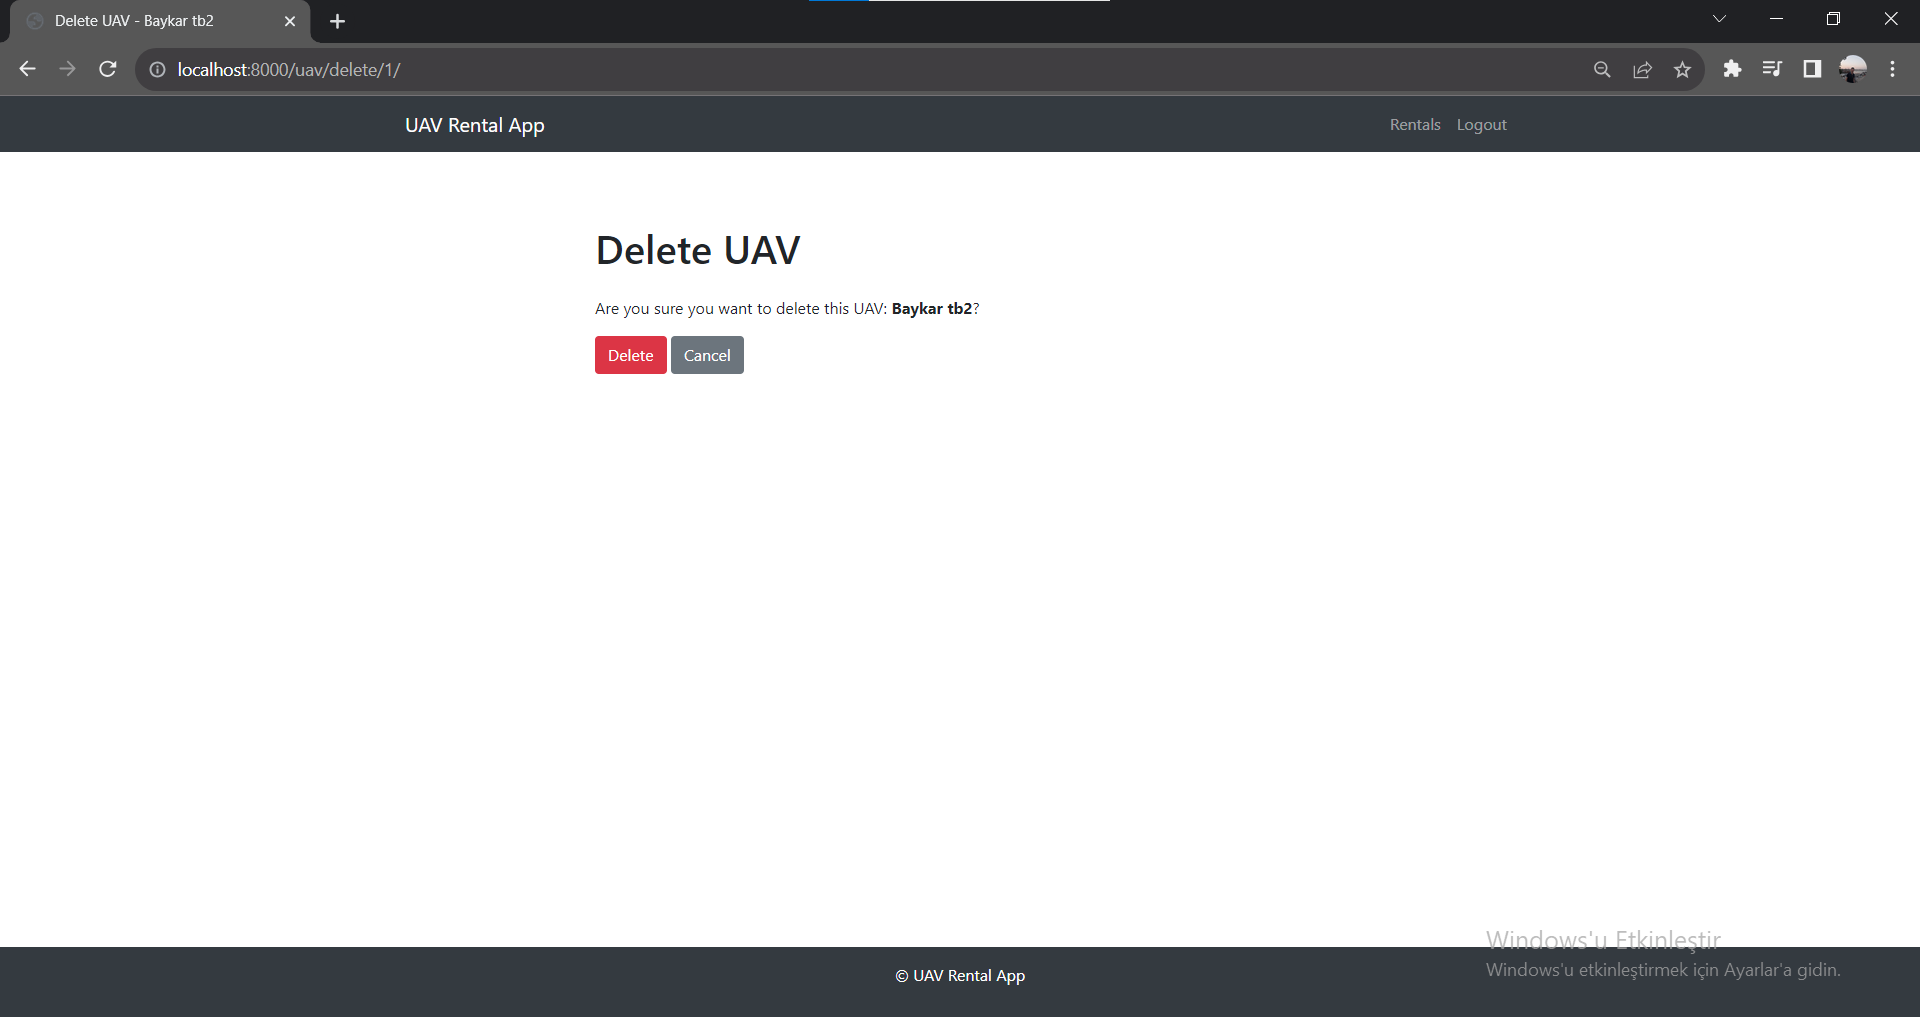 Delete UAV - Baykar tb2
localhost:8000/uav/delete/1/
UAV Rental App
Rentals Logout
Delete UAV
Are you sure you want to delete this UAV: Baykar tb2?
Delete Cancel
Windows'u Etkinleştir
Windows'u etkinleştirmek için Ayarlar'a gidin.
© UAV Rental App